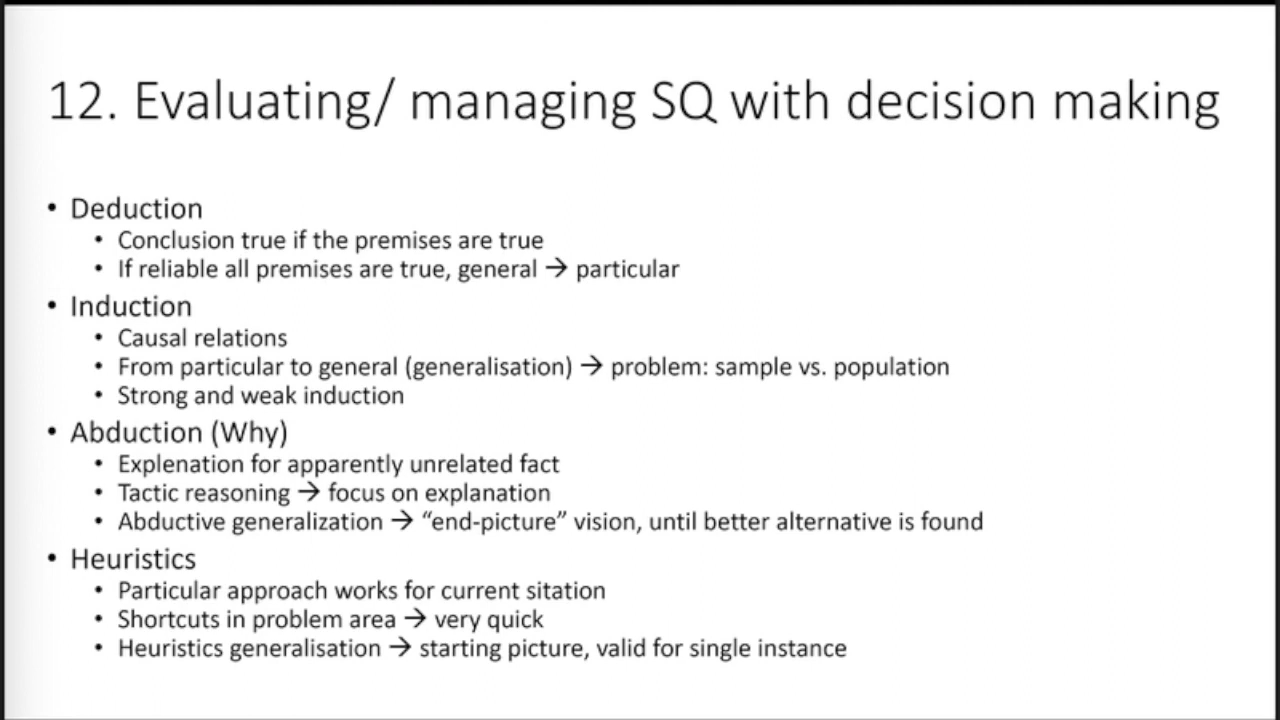 12. Evaluating/ managing SQ with decision making
• Deduction
• Conclusion true if the premises are true
• If reliable all premises are true, general → particular
• Induction
• Causal relations
• From particular to general (generalisation) → problem: sample vs. population
• Strong and weak induction
• Abduction (Why)
• Explenation for apparently unrelated fact
• Tactic reasoning → focus on explanation
• Abductive generalization → “end-picture” vision, until better alternative is found
• Heuristics
• Particular approach works for current sitation
• Shortcuts in problem area → very quick
• Heuristics generalisation → starting picture, valid for single instance